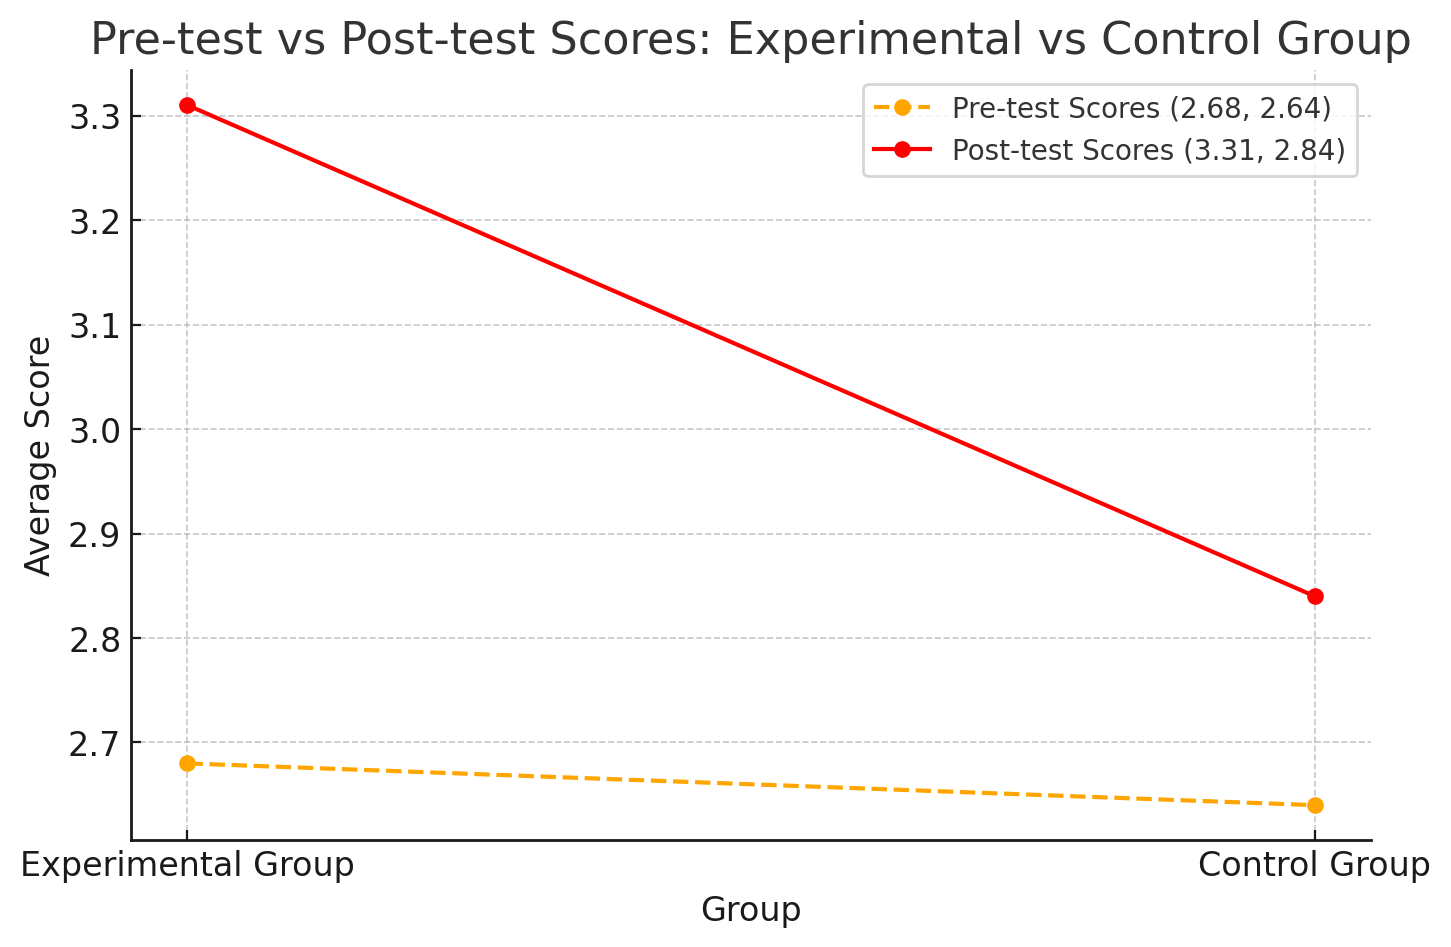 Pre-test vs Post-test Scores: Experimental vs Control Group
Pre-test Scores (2.68, 2.64)
Post-test Scores (3.31, 2.84)
Average Score
3.3
3.2
3.1
3.0
2.9
2.8
2.7
Experimental Group
Control Group
Group